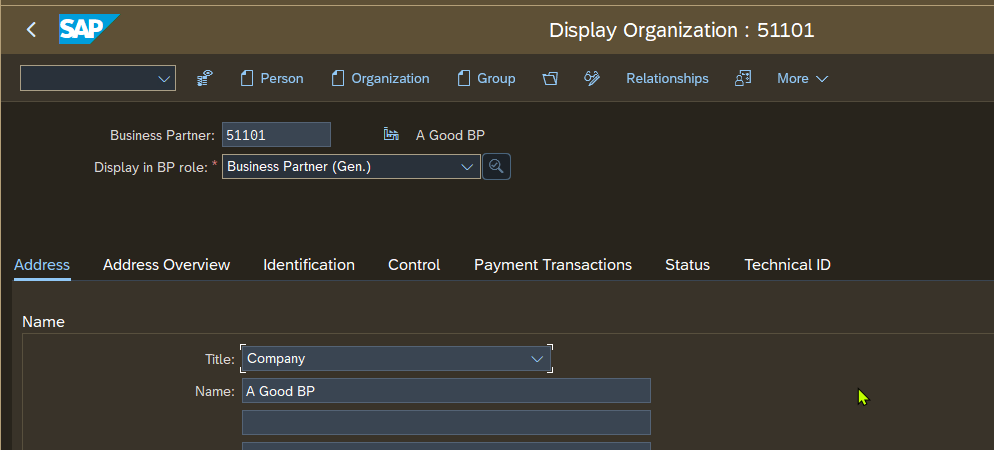 SAP
Display Organization : 51101
Person Organization Group Relationships More
Business Partner: 51101 A Good BP
Display in BP role: * Business Partner (Gen.)
Address Address Overview Identification Control Payment Transactions Status Technical ID
Name
Title: Company
Name: A Good BP